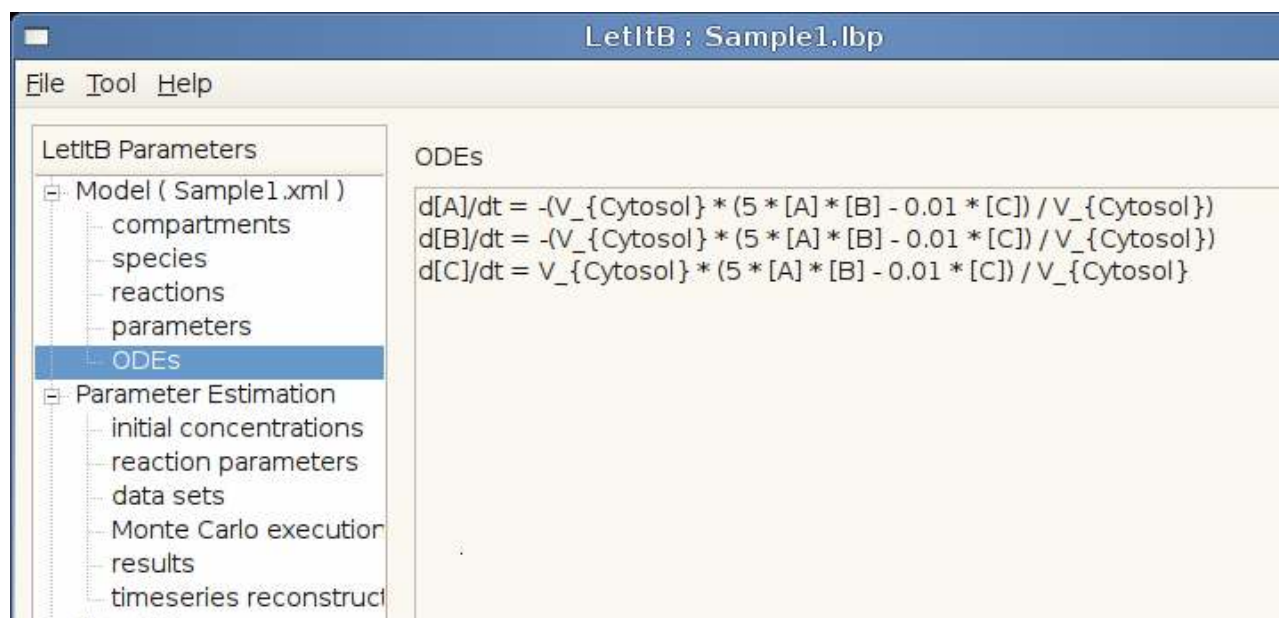 LetItB : Sample1.lbp
File Tool Help
LetItB Parameters
Model ( Sample1.xml )
compartments
species
reactions
parameters
ODEs
Parameter Estimation
initial concentrations
reaction parameters
data sets
Monte Carlo execution
results
timeseries reconstruct
ODEs
d[A]/dt = -(V_{Cytosol} * (5 * [A] * [B] - 0.01 * [C]) / V_{Cytosol})
d[B]/dt = -(V_{Cytosol} * (5 * [A] * [B] - 0.01 * [C]) / V_{Cytosol})
d[C]/dt = V_{Cytosol} * (5 * [A] * [B] - 0.01 * [C]) / V_{Cytosol}